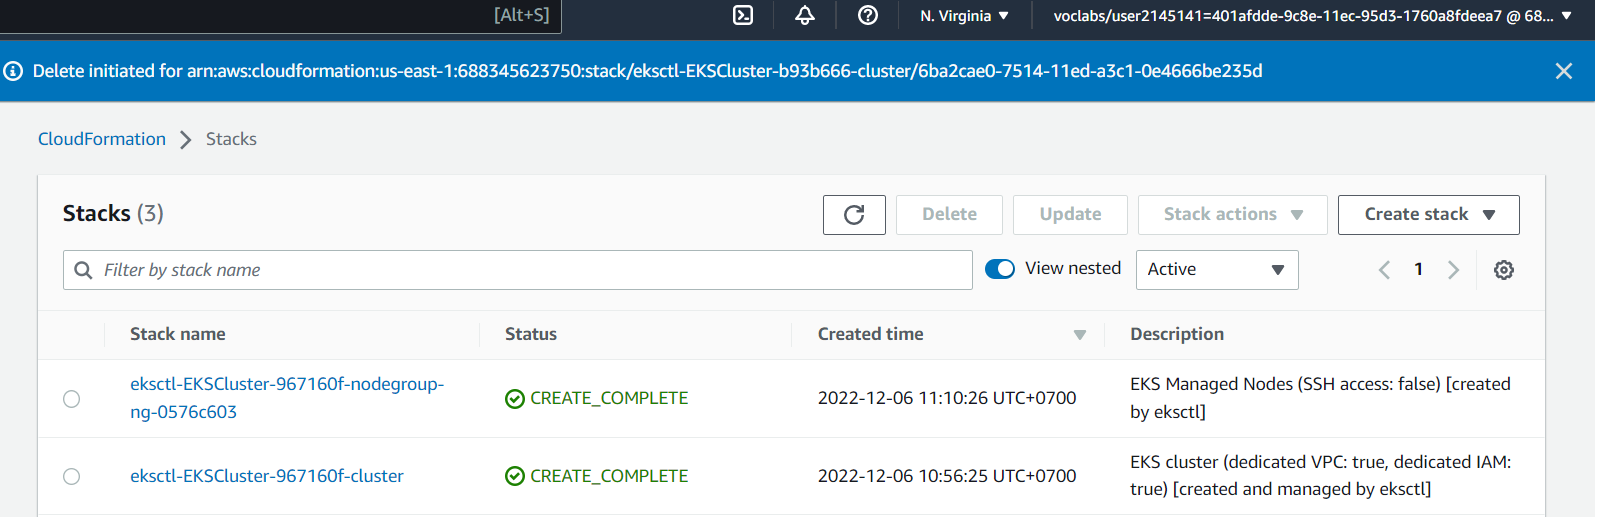 [Alt+S]
N. Virginia
voclabs/user2145141=401afdde-9c8e-11ec-95d3-1760a8fdeea7 @ 68...
Delete initiated for arn:aws:cloudformation:us-east-1:688345623750:stack/eksctl-EKSCluster-b93b666-cluster/6ba2cae0-7514-11ed-a3c1-0e4666be235d
CloudFormation > Stacks
Stacks (3)
Delete
Update
Stack actions
Create stack
Filter by stack name
View nested
Active
1
Stack name
Status
Created time
Description
eksctl-EKSCluster-967160f-nodegroup-
ng-0576c603
CREATE_COMPLETE
2022-12-06 11:10:26 UTC+0700
EKS Managed Nodes (SSH access: false) [created
by eksctl]
eksctl-EKSCluster-967160f-cluster
CREATE_COMPLETE
2022-12-06 10:56:25 UTC+0700
EKS cluster (dedicated VPC: true, dedicated IAM:
true) [created and managed by eksctl]